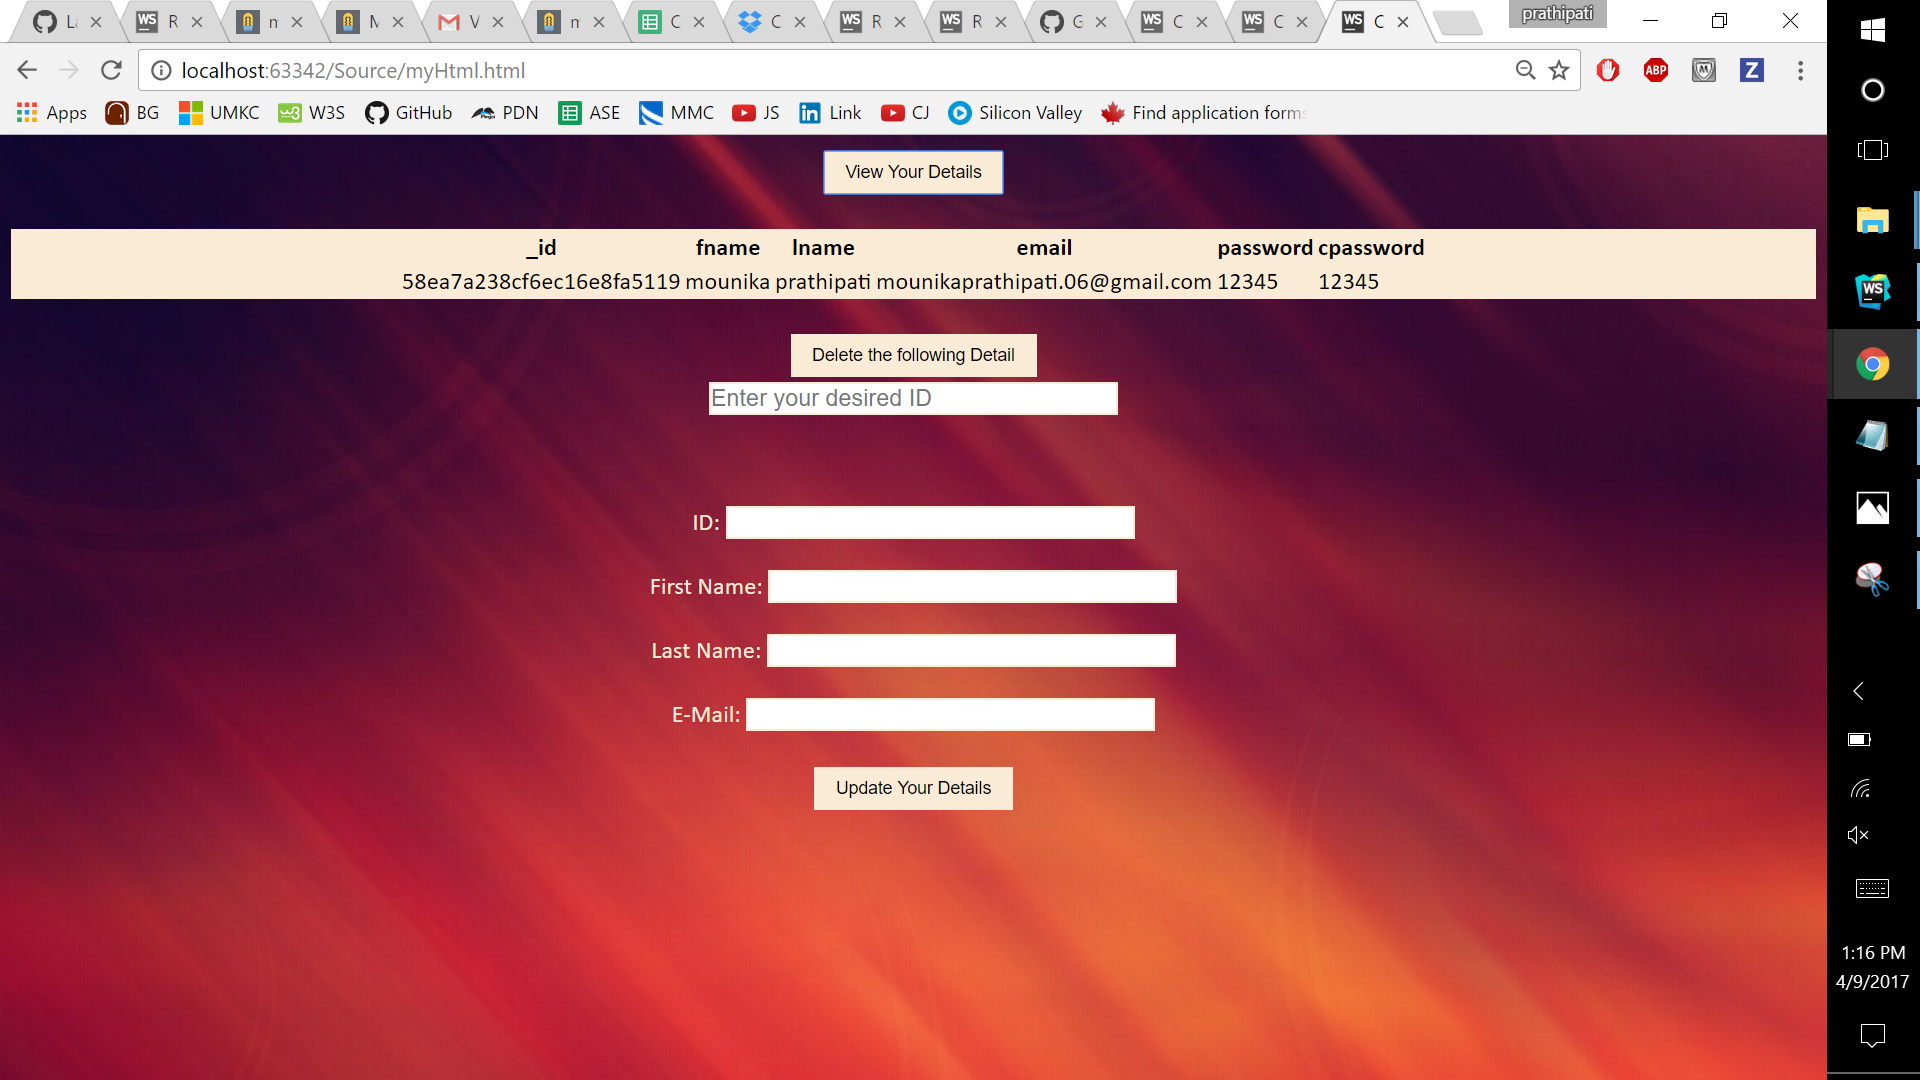 L R m M V m C C R R G C C C prathipati
localhost:63342/Source/myHtml.html ABP Z
Apps BG UMKC W3S GitHub PDN ASE MMC JS Link CJ Silicon Valley Find application forms
View Your Details
_id fname lname email password cpassword
58ea7a238cf6ec16e8fa5119 mounika prathipati mounikaprathipati.06@gmail.com 12345 12345
Delete the following Detail
Enter your desired ID
ID:
First Name:
Last Name:
E-Mail:
Update Your Details
1:16 PM
4/9/2017